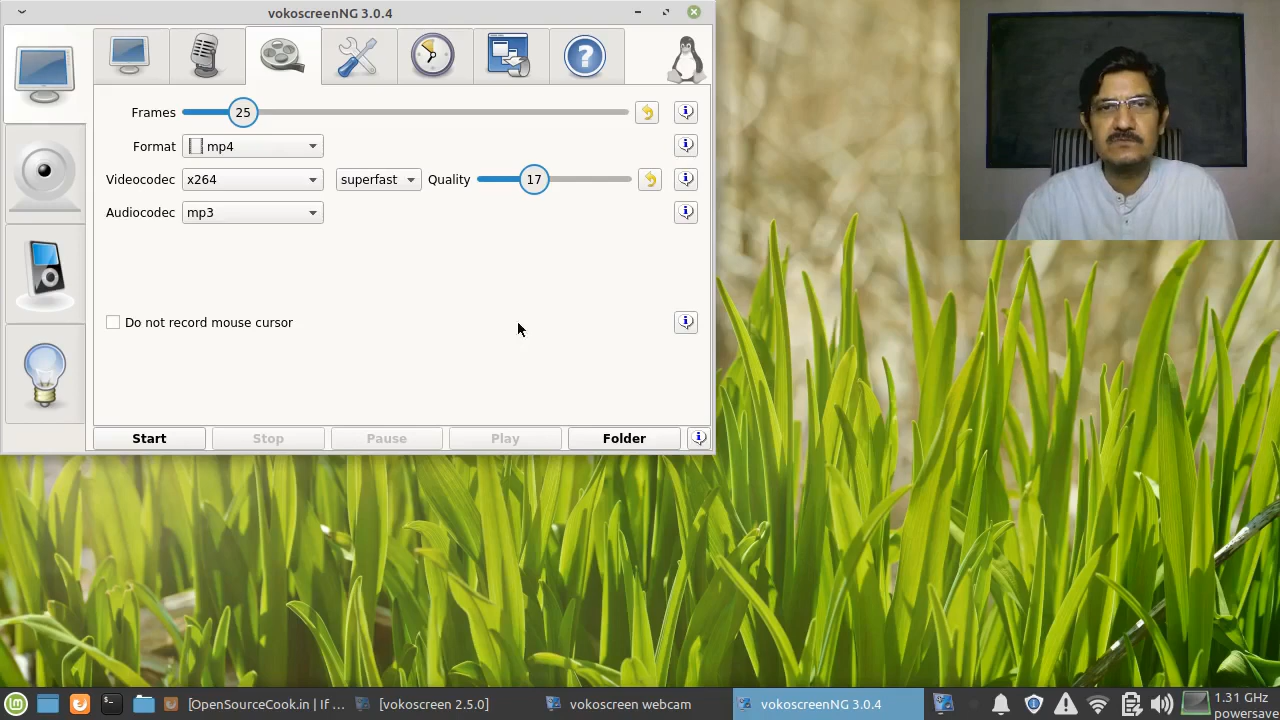 vokoscreenNG 3.0.4
Frames 25
Format mp4
Videocodec x264 superfast Quality 17
Audiocodec mp3
Do not record mouse cursor
Start Stop Pause Play Folder
[OpenSourceCook.in | If ... [vokoscreen 2.5.0] vokoscreen webcam vokoscreenNG 3.0.4 1.31 GHz
powersave